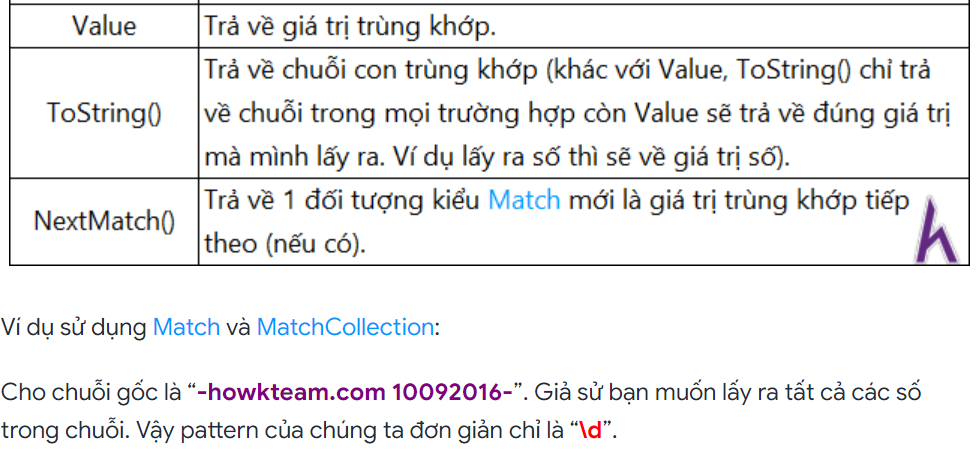 Value
Trả về giá trị trùng khớp.
ToString()
Trả về chuỗi con trùng khớp (khác với Value, ToString() chỉ trả
về chuỗi trong mọi trường hợp còn Value sẽ trả về đúng giá trị
mà mình lấy ra. Ví dụ lấy ra số thì sẽ về giá trị số).
NextMatch()
Trả về 1 đối tượng kiểu Match mới là giá trị trùng khớp tiếp
theo (nếu có).
Ví dụ sử dụng Match và MatchCollection:
Cho chuỗi gốc là “-howkteam.com 10092016-”. Giả sử bạn muốn lấy ra tất cả các số
trong chuỗi. Vậy pattern của chúng ta đơn giản chỉ là “\d”.